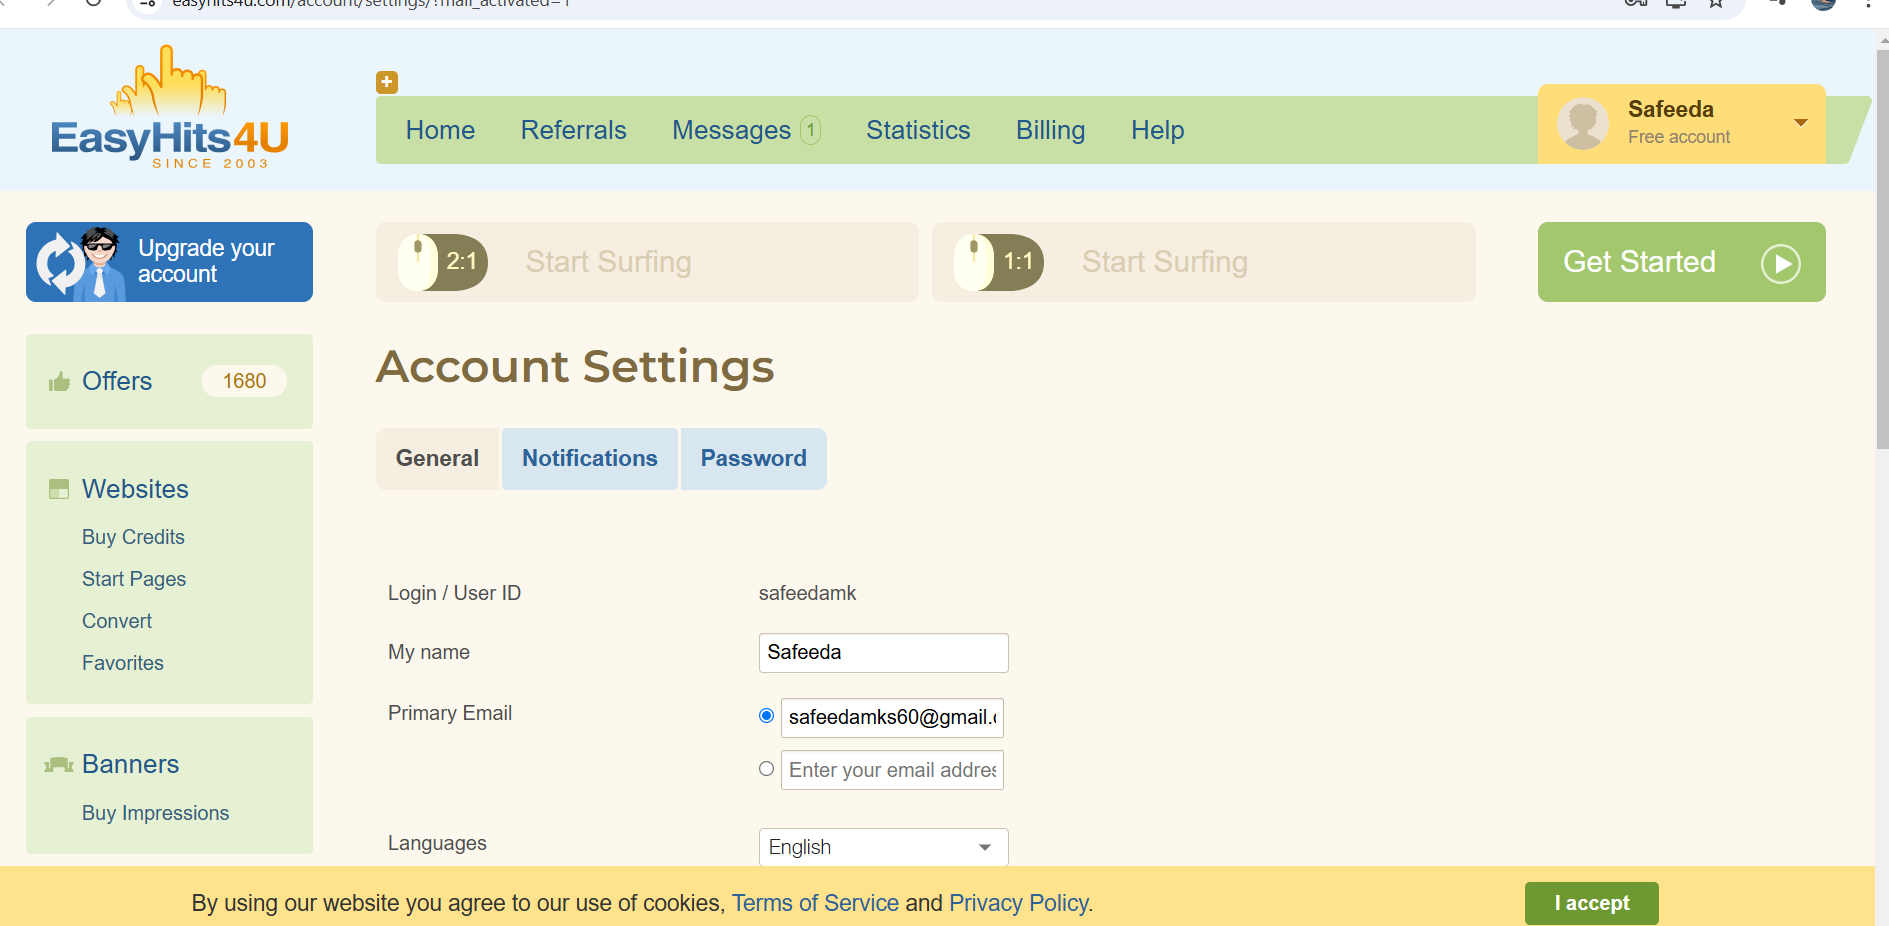 easyhits4u.com/account/settings/?mail_activated=1
EasyHits4U
SINCE 2003
+
Home Referrals Messages 1 Statistics Billing Help
Safeeda
Free account
Upgrade your
account
2:1 Start Surfing
1:1 Start Surfing
Get Started
Offers 1680
Websites
Buy Credits
Start Pages
Convert
Favorites
Banners
Buy Impressions
Account Settings
General Notifications Password
Login / User ID safeedamk
My name Safeeda
Primary Email safeedamks60@gmail.
Enter your email addres
Languages English
By using our website you agree to our use of cookies, Terms of Service and Privacy Policy.
I accept